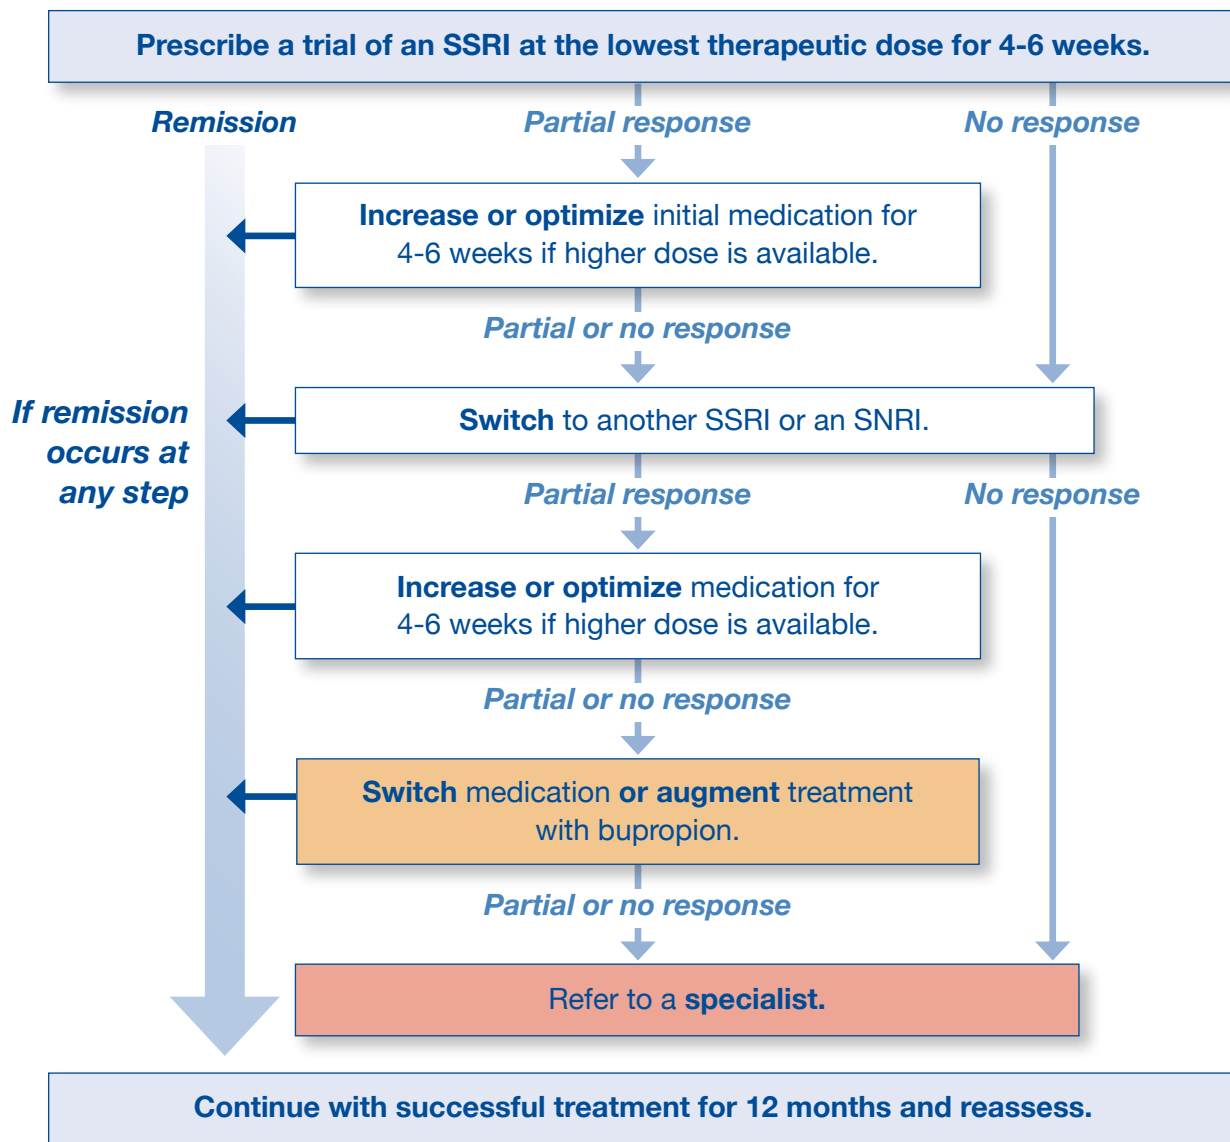 Prescribe a trial of an SSRI at the lowest therapeutic dose for 4-6 weeks.
Remission
Partial response
No response
Increase or optimize initial medication for
4-6 weeks if higher dose is available.
Partial or no response
If remission
occurs at
any step
Switch to another SSRI or an SNRI.
Partial response
No response
Increase or optimize medication for
4-6 weeks if higher dose is available.
Partial or no response
Switch medication or augment treatment
with bupropion.
Partial or no response
Refer to a specialist.
Continue with successful treatment for 12 months and reassess.